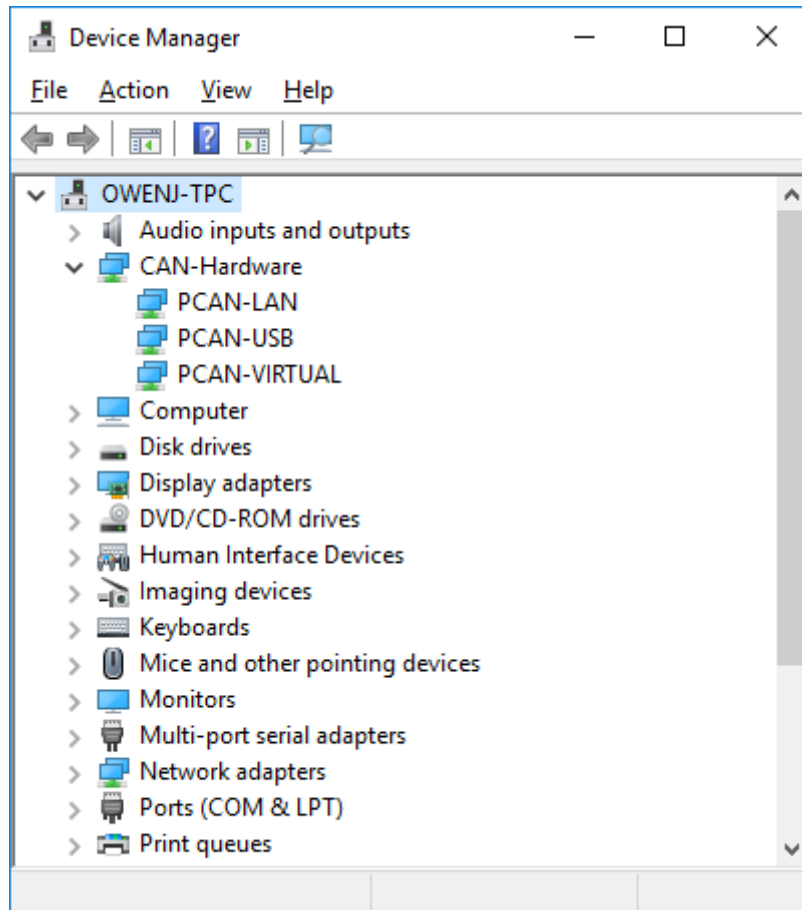 Device Manager
File Action View Help
OWENJ-TPC
Audio inputs and outputs
CAN-Hardware
PCAN-LAN
PCAN-USB
PCAN-VIRTUAL
Computer
Disk drives
Display adapters
DVD/CD-ROM drives
Human Interface Devices
Imaging devices
Keyboards
Mice and other pointing devices
Monitors
Multi-port serial adapters
Network adapters
Ports (COM & LPT)
Print queues